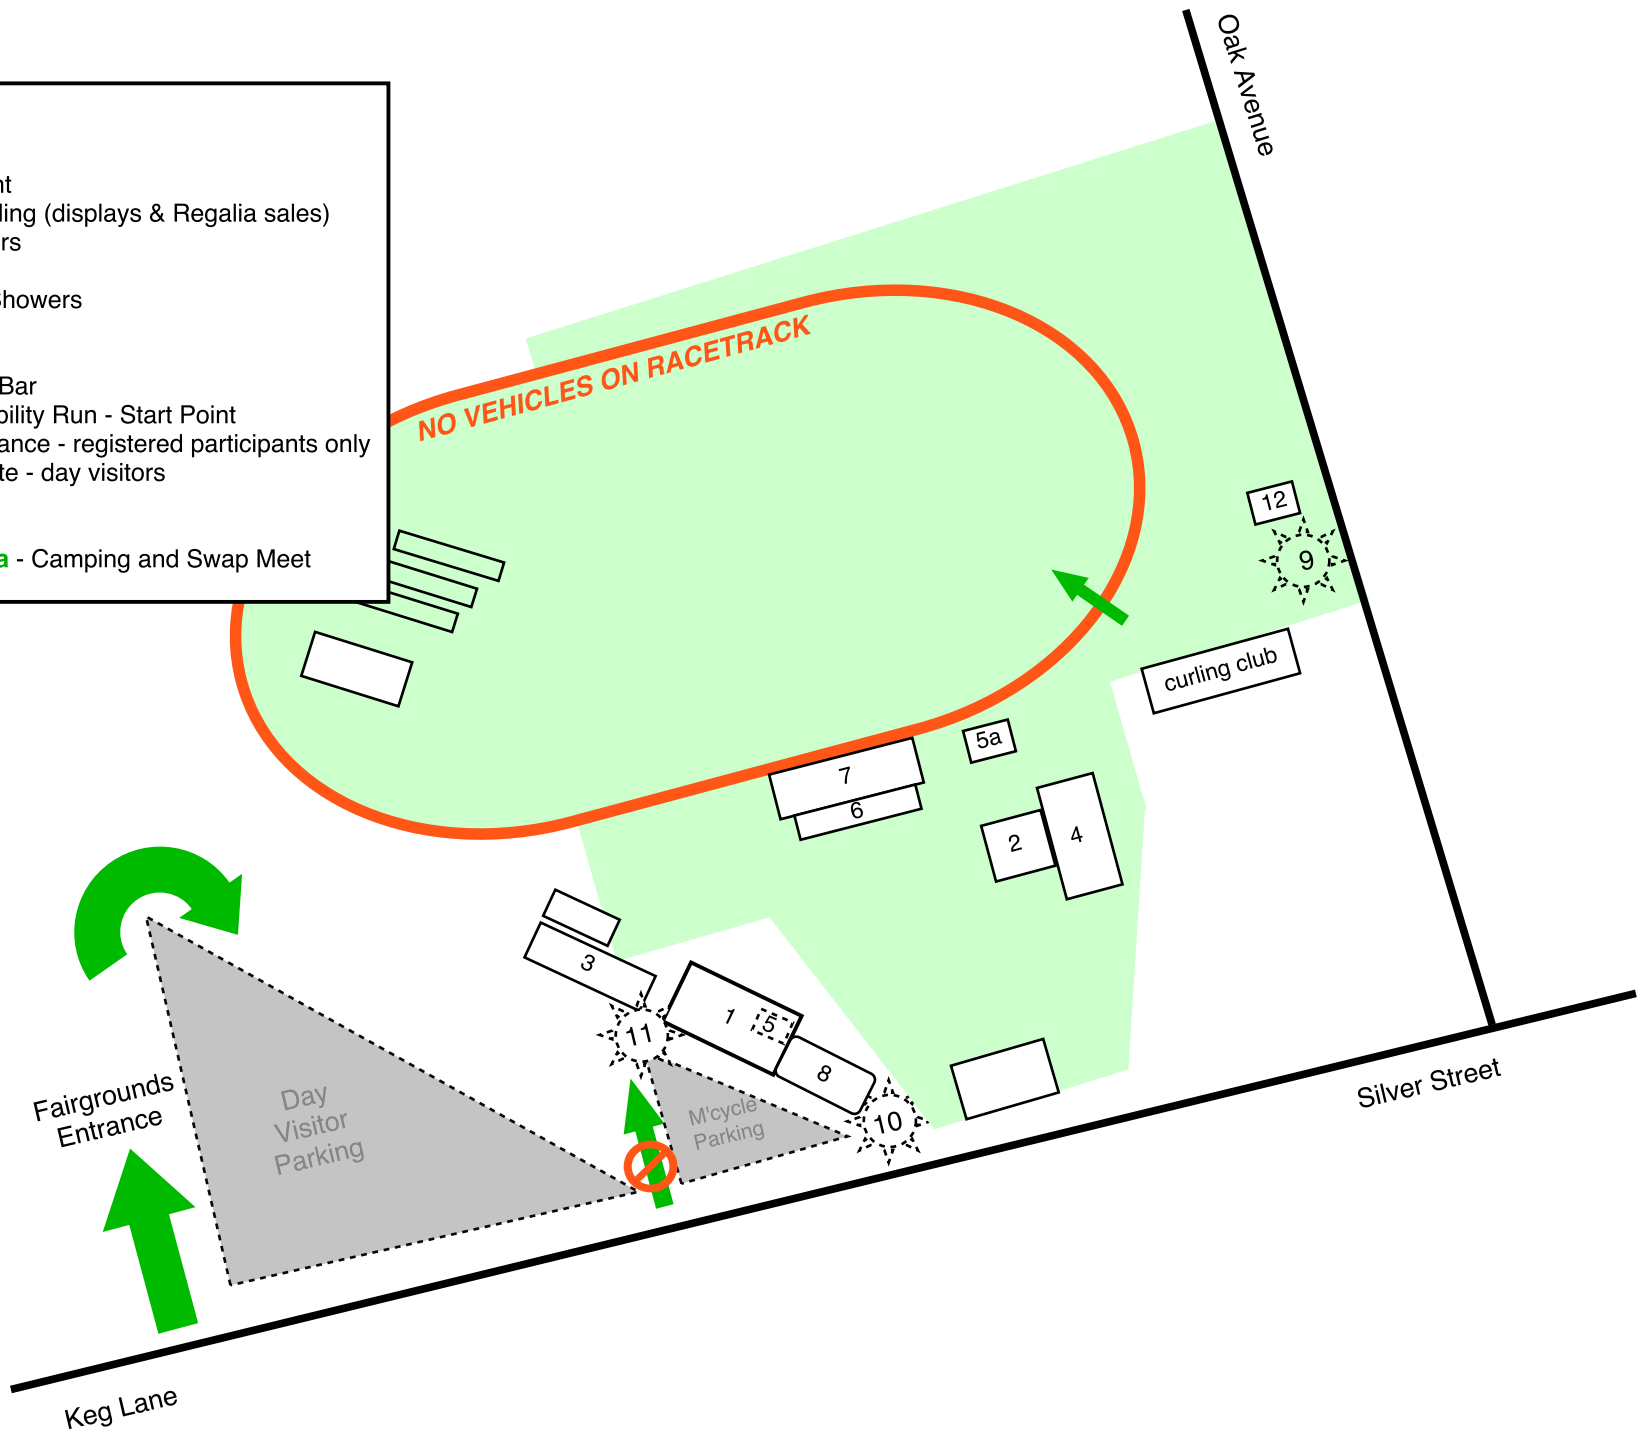 Oak Avenue
nt
ling (displays & Regalia sales)
rs
Showers
Bar
bility Run - Start Point
ance - registered participants only
te - day visitors
a - Camping and Swap Meet
NO VEHICLES ON RACETRACK
12
9
curling club
5a
7
6
2
4
3
1
5
11
8
10
Fairgrounds
Entrance
Day
Visitor
Parking
M'cycle
Parking
Silver Street
Keg Lane